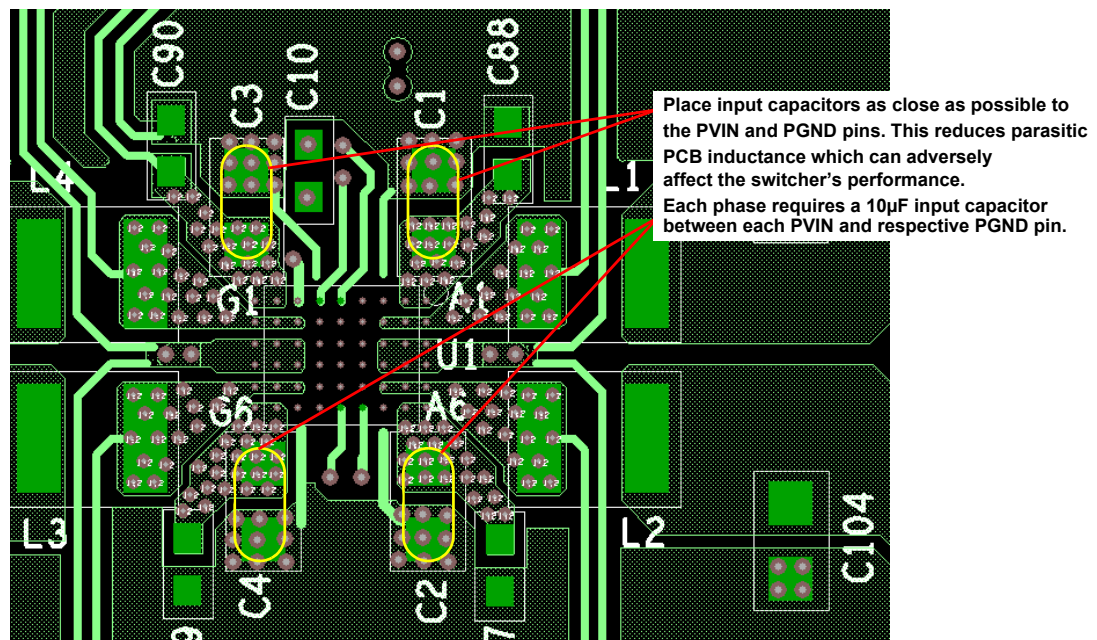 C90
C3
C10
C1
C88
Place input capacitors as close as possible to
the PVIN and PGND pins. This reduces parasitic
PCB inductance which can adversely
affect the switcher's performance.
Each phase requires a 10µF input capacitor
between each PVIN and respective PGND pin.
L4
L1
G1
A1
U1
G6
A6
L3
L2
C4
C2
C104
9
7